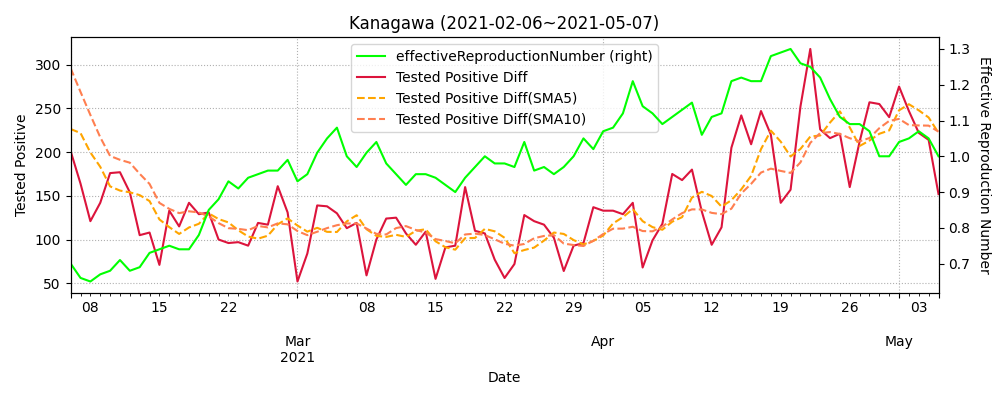 Kanagawa (2021-02-06~2021-05-07)
effectiveReproductionNumber (right)
Tested Positive Diff
Tested Positive Diff(SMA5)
Tested Positive Diff(SMA10)
Tested Positive
300
250
200
150
100
50
1.3
1.2
1.1
1.0
0.9
0.8
0.7
Effective Reproduction Number
08 15 22 08 15 22 29 05 12 19 26 03
Mar Apr May
2021
Date